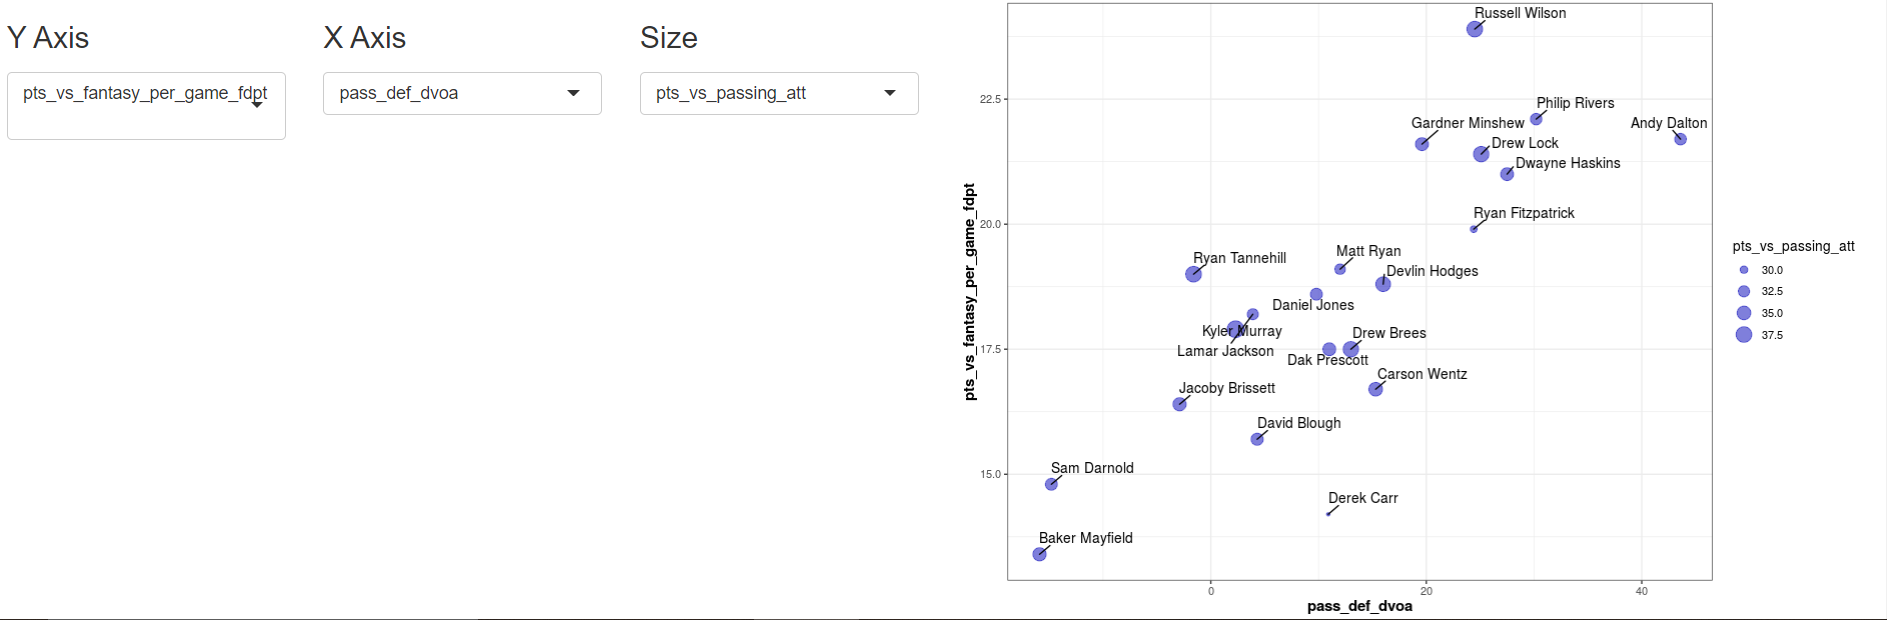 Y Axis
X Axis
Size
pts_vs_fantasy_per_game_fdpt
pass_def_dvoa
pts_vs_passing_att
pts_vs_fantasy_per_game_fdpt
22.5
20.0
17.5
15.0
Russell Wilson
Philip Rivers
Gardner Minshew
Andy Dalton
Drew Lock
Dwayne Haskins
Ryan Fitzpatrick
Matt Ryan
Ryan Tannehill
Devlin Hodges
Daniel Jones
Kyler Murray
Drew Brees
Lamar Jackson
Dak Prescott
Carson Wentz
Jacoby Brissett
David Blough
Sam Darnold
Derek Carr
Baker Mayfield
0
20
40
pass_def_dvoa
pts_vs_passing_att
30.0
32.5
35.0
37.5